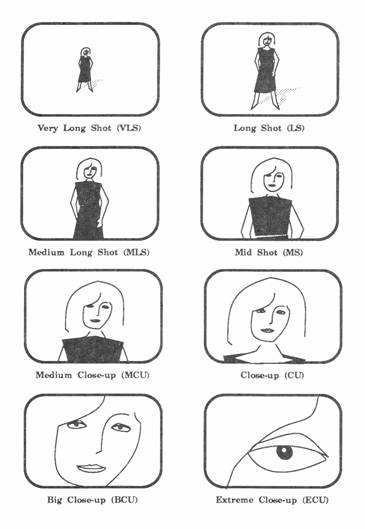 Very Long Shot (VLS)
Long Shot (LS)
Medium Long Shot (MLS)
Mid Shot (MS)
Medium Close-up (MCU)
Close-up (CU)
Big Close-up (BCU)
Extreme Close-up (ECU)